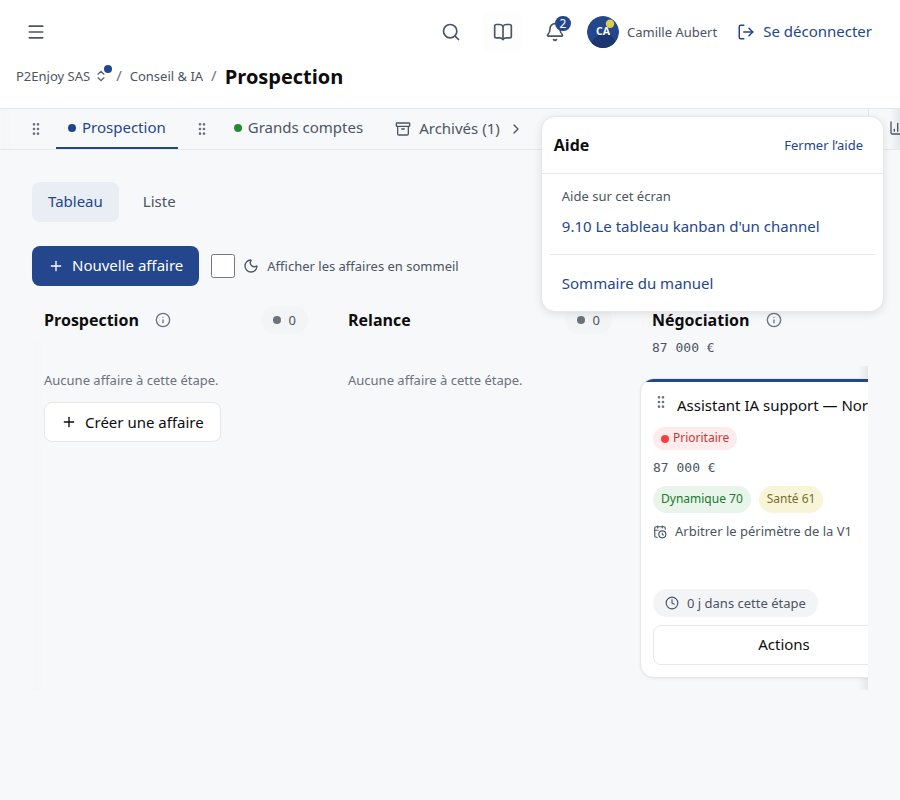 2
CA
Camille Aubert
Se déconnecter
P2Enjoy SAS / Conseil & IA / Prospection
Prospection
Grands comptes
Archivés (1)
Aide
Fermer l’aide
Aide sur cet écran
9.10 Le tableau kanban d'un channel
Sommaire du manuel
Tableau
Liste
Nouvelle affaire
Afficher les affaires en sommeil
Prospection
0
Relance
0
Négociation
87 000 €
Aucune affaire à cette étape.
Aucune affaire à cette étape.
Créer une affaire
Assistant IA support — Nor
Prioritaire
87 000 €
Dynamique 70
Santé 61
Arbitrer le périmètre de la V1
0 j dans cette étape
Actions